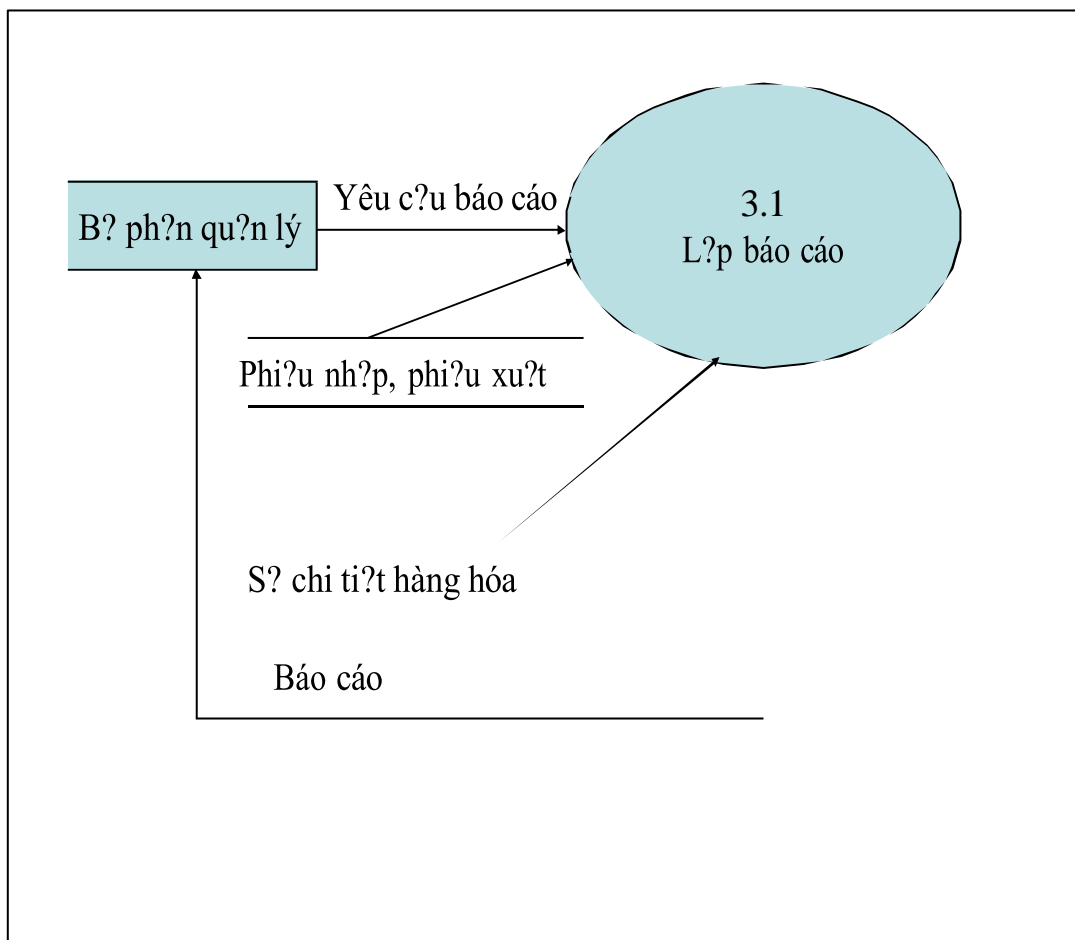 Yêu c?u báo cáo
B? ph?n qu?n lý
3.1
L?p báo cáo
Phi?u nh?p, phi?u xu?t
S? chi ti?t hàng hóa
Báo cáo